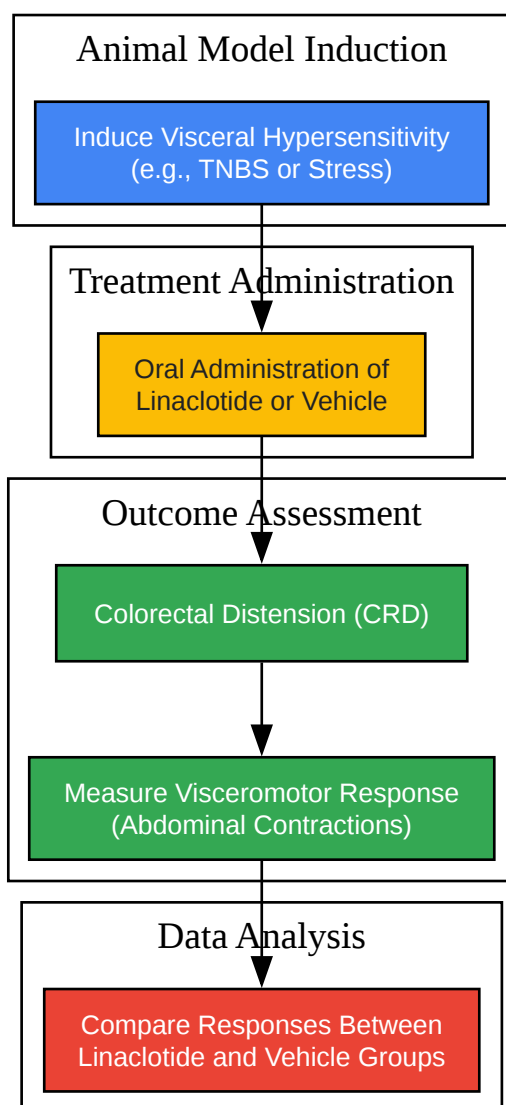 Animal Model Induction
Induce Visceral Hypersensitivity
(e.g., TNBS or Stress)
Treatment Administration
Oral Administration of
Linaclotide or Vehicle
Outcome Assessment
Colorectal Distension (CRD)
Measure Visceromotor Response
(Abdominal Contractions)
Data Analysis
Compare Responses Between
Linaclotide and Vehicle Groups